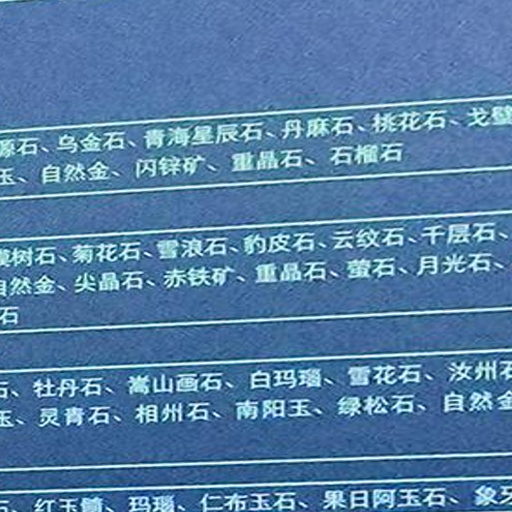 源石、乌金石、青海星辰石、丹麻石、桃花石、戈壁
玉、自然金、闪锌矿、重晶石、石榴石
模树石、菊花石、雪浪石、豹皮石、云纹石、千层石、
自然金、尖晶石、赤铁矿、重晶石、萤石、月光石、
石
石、牡丹石、嵩山画石、白玛瑙、雪花石、汝州石
玉、灵青石、相州石、南阳玉、绿松石、自然金
石、红玉髓、玛瑙、仁布玉石、果日阿玉石、象牙